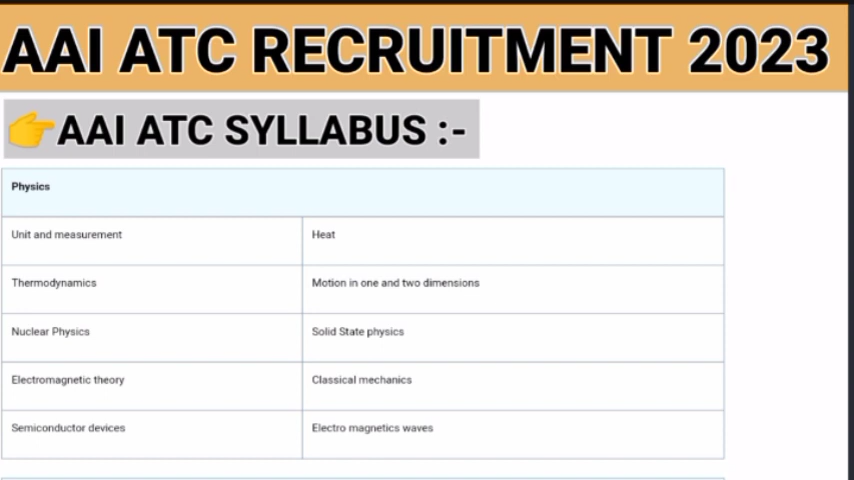 AAI ATC RECRUITMENT 2023
👉AAI ATC SYLLABUS :-
Physics
Unit and measurement Heat
Thermodynamics Motion in one and two dimensions
Nuclear Physics Solid State physics
Electromagnetic theory Classical mechanics
Semiconductor devices Electro magnetics waves